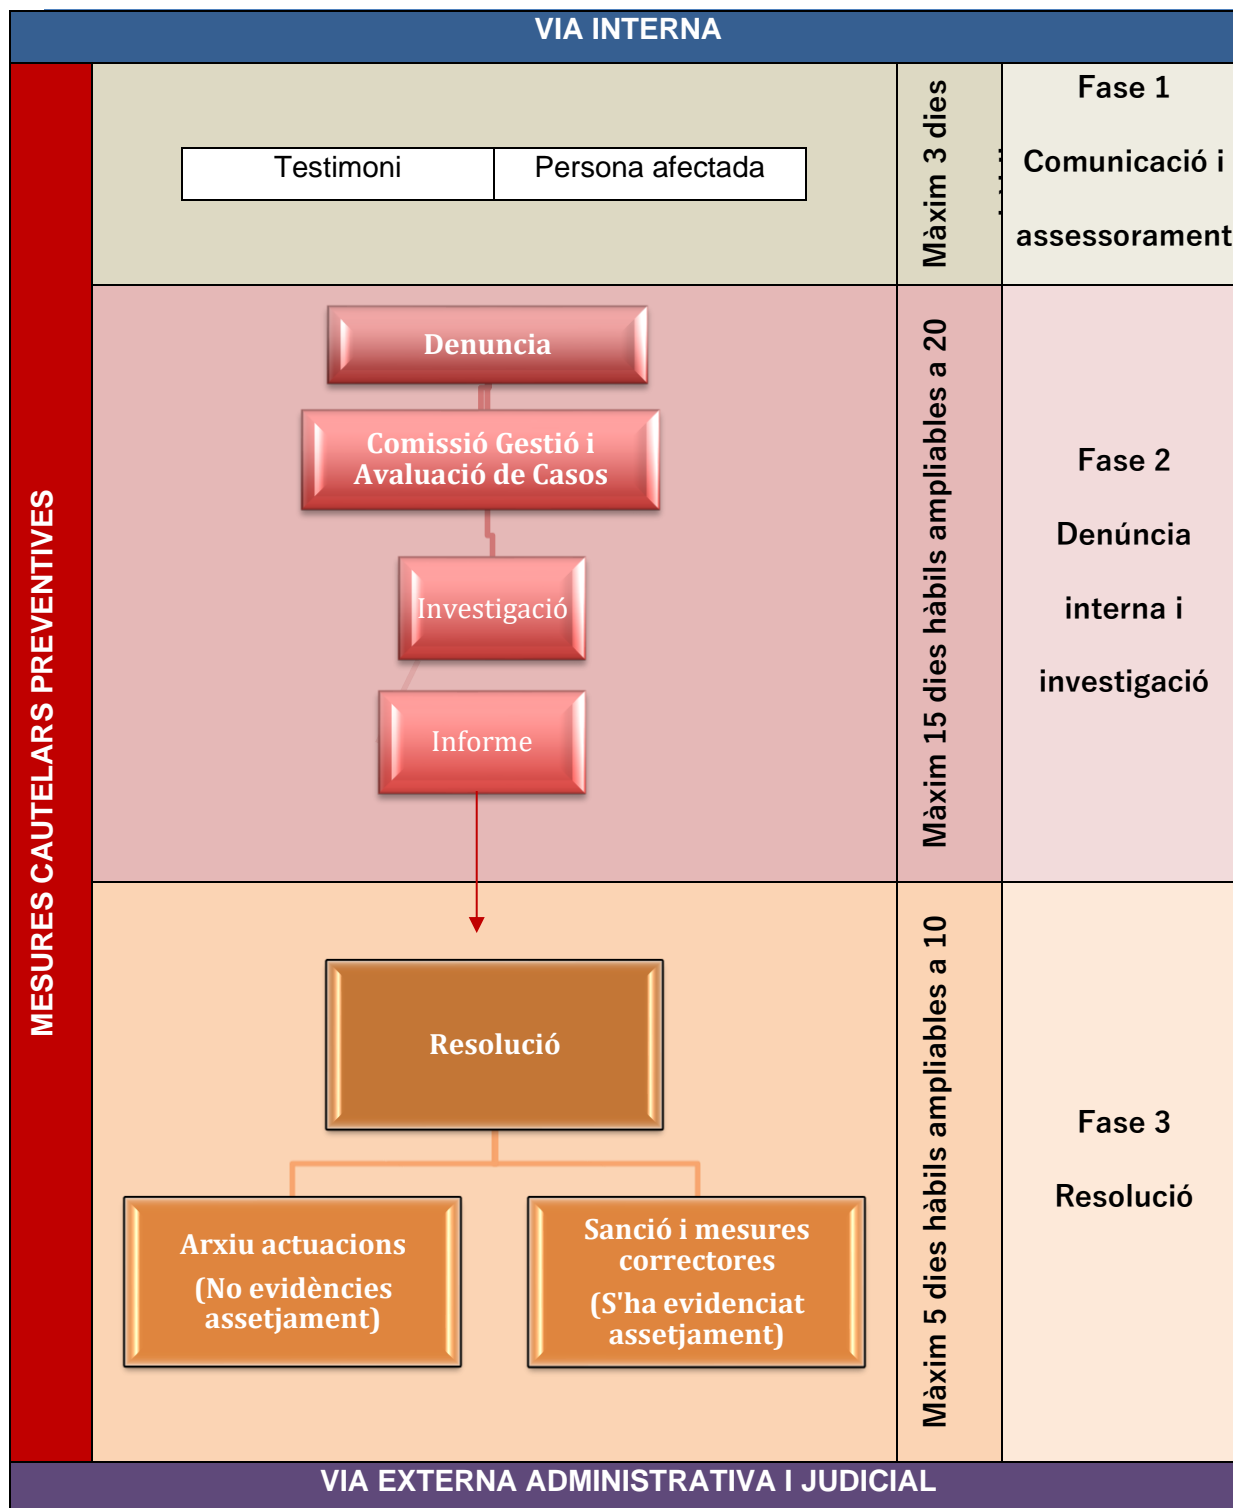 VIA INTERNA
MESURES CAUTELARS PREVENTIVES
Testimoni
Persona afectada
Màxim 3 dies
Fase 1
Comunicació i
assessorament
Denuncia
Comissió Gestió i
Avaluació de Casos
Investigació
Informe
Màxim 15 dies hàbils ampliables a 20
Fase 2
Denúncia
interna i
investigació
Resolució
Arxiu actuacions
(No evidències
assetjament)
Sanció i mesures
correctores
(S'ha evidenciat
assetjament)
Màxim 5 dies hàbils ampliables a 10
Fase 3
Resolució
VIA EXTERNA ADMINISTRATIVA I JUDICIAL